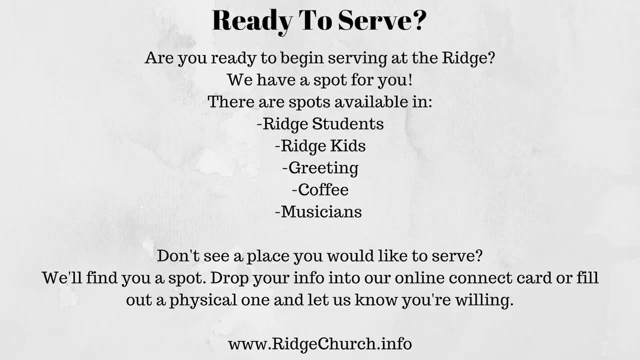 Ready To Serve?
Are you ready to begin serving at the Ridge?
We have a spot for you!
There are spots available in:
-Ridge Students
-Ridge Kids
-Greeting
-Coffee
-Musicians
Don't see a place you would like to serve?
We'll find you a spot. Drop your info into our online connect card or fill
out a physical one and let us know you're willing.
www.RidgeChurch.info